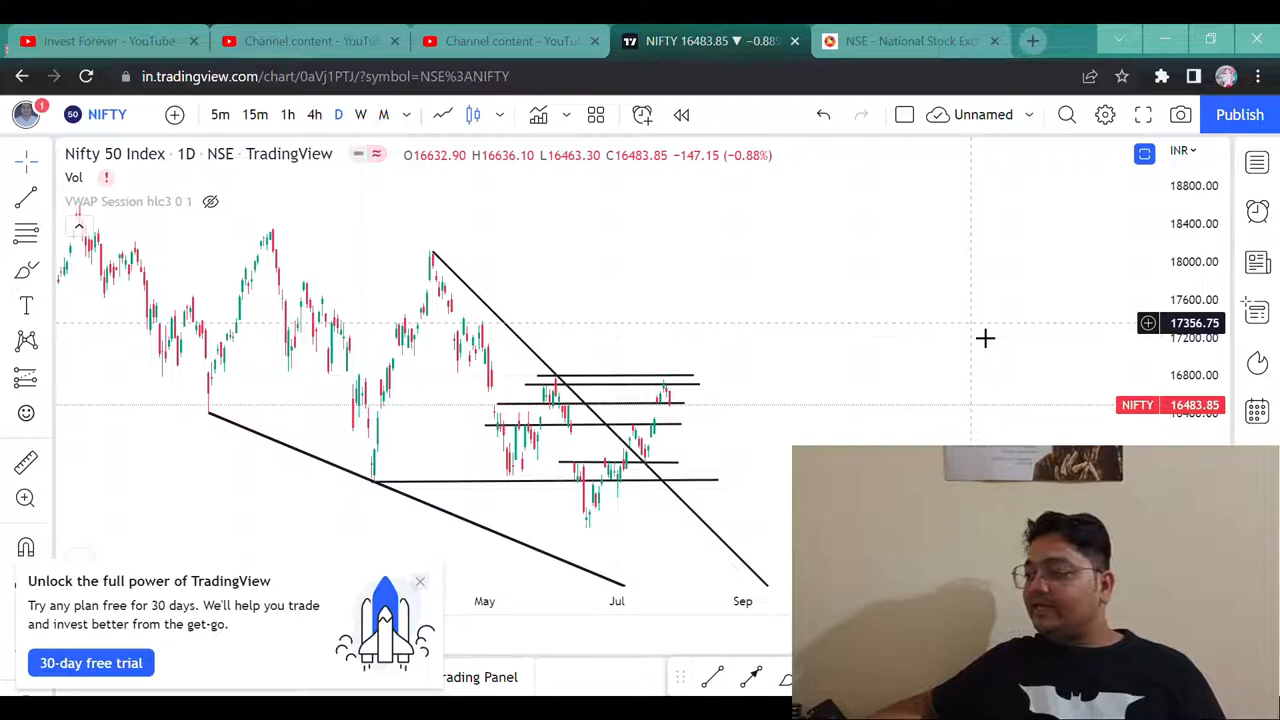 Invest Forever - YouTube
Channel content - YouTu
Channel content - YouTu
NIFTY 16483.85 ▼ −0.88%
NSE - National Stock Exc
in.tradingview.com/chart/0aVj1PTJ/?symbol=NSE%3ANIFTY
1
50
NIFTY
5m
15m
1h
4h
D
W
M
Unnamed
Publish
Nifty 50 Index · 1D · NSE · TradingView
O16632.90 H16636.10 L16463.30 C16483.85 −147.15 (−0.88%)
INR
Vol
VWAP Session hlc3 0 1
18800.00
18400.00
18000.00
17600.00
17356.75
17200.00
16800.00
NIFTY 16483.85
Unlock the full power of TradingView
Try any plan free for 30 days. We'll help you trade
and invest better from the get-go.
30-day free trial
May
Jul
Sep
ding Panel